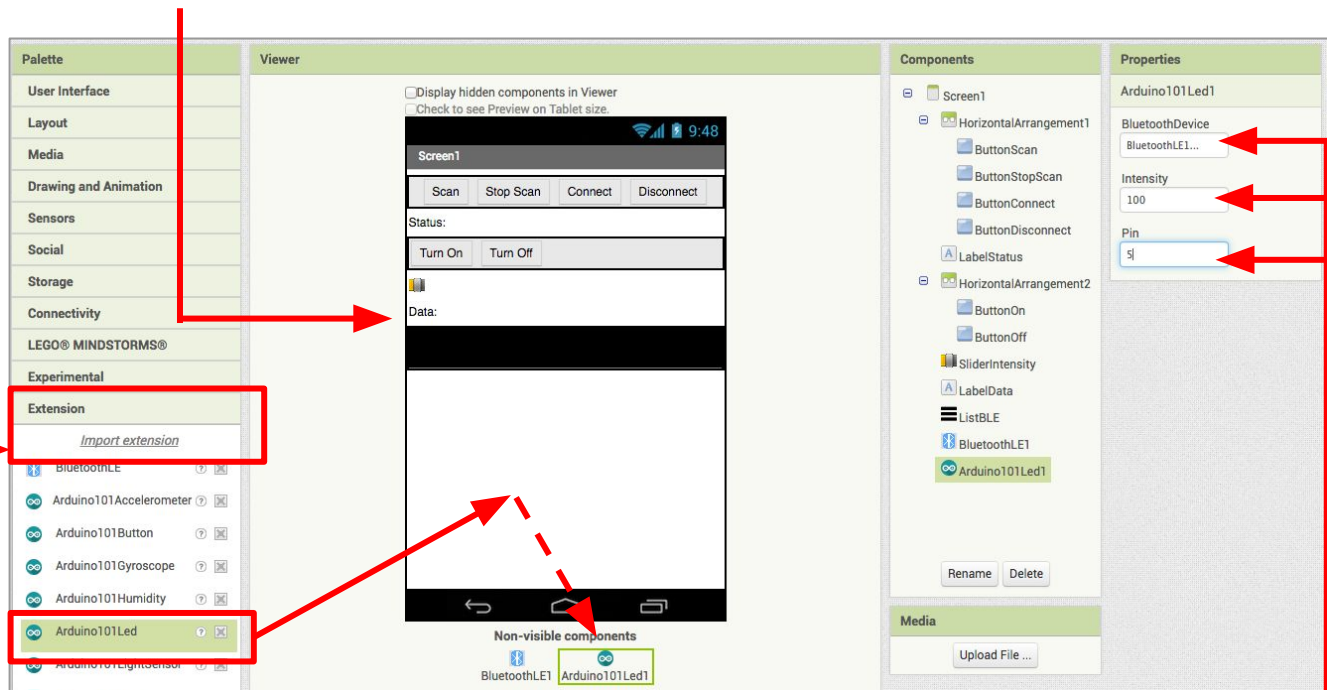 Palette
User Interface
Layout
Media
Drawing and Animation
Sensors
Social
Storage
Connectivity
LEGO® MINDSTORMS®
Experimental
Extension
Import extension
BluetoothLE
Arduino101Accelerometer
Arduino101Button
Arduino101Gyroscope
Arduino101Humidity
Arduino101Led
Arduino101LightSensor
Viewer
Display hidden components in Viewer
Check to see Preview on Tablet size.
9:48
Screen1
Scan Stop Scan Connect Disconnect
Status:
Turn On Turn Off
Data:
Non-visible components
BluetoothLE1 Arduino101Led1
Components
Screen1
HorizontalArrangement1
ButtonScan
ButtonStopScan
ButtonConnect
ButtonDisconnect
A LabelStatus
HorizontalArrangement2
ButtonOn
ButtonOff
SliderIntensity
A LabelData
ListBLE
BluetoothLE1
Arduino101Led1
Rename Delete
Media
Upload File ...
Properties
Arduino101Led1
BluetoothDevice
BluetoothLE1...
Intensity
100
Pin
5